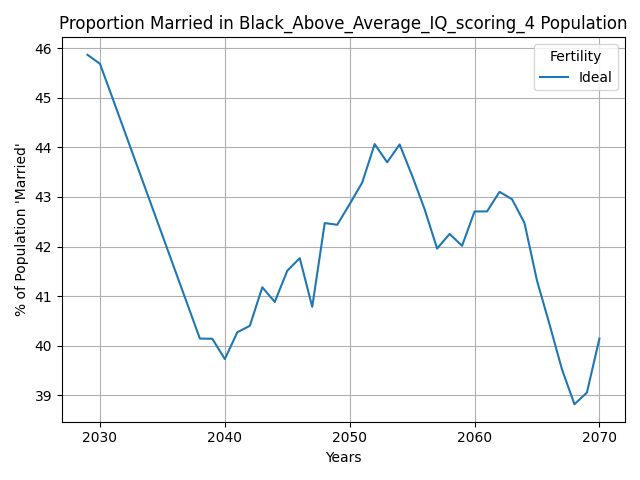 Proportion Married in Black_Above_Average_IQ_scoring_4 Population
Fertility
Ideal
% of Population 'Married'
46
45
44
43
42
41
40
39
2030 2040 2050 2060 2070
Years